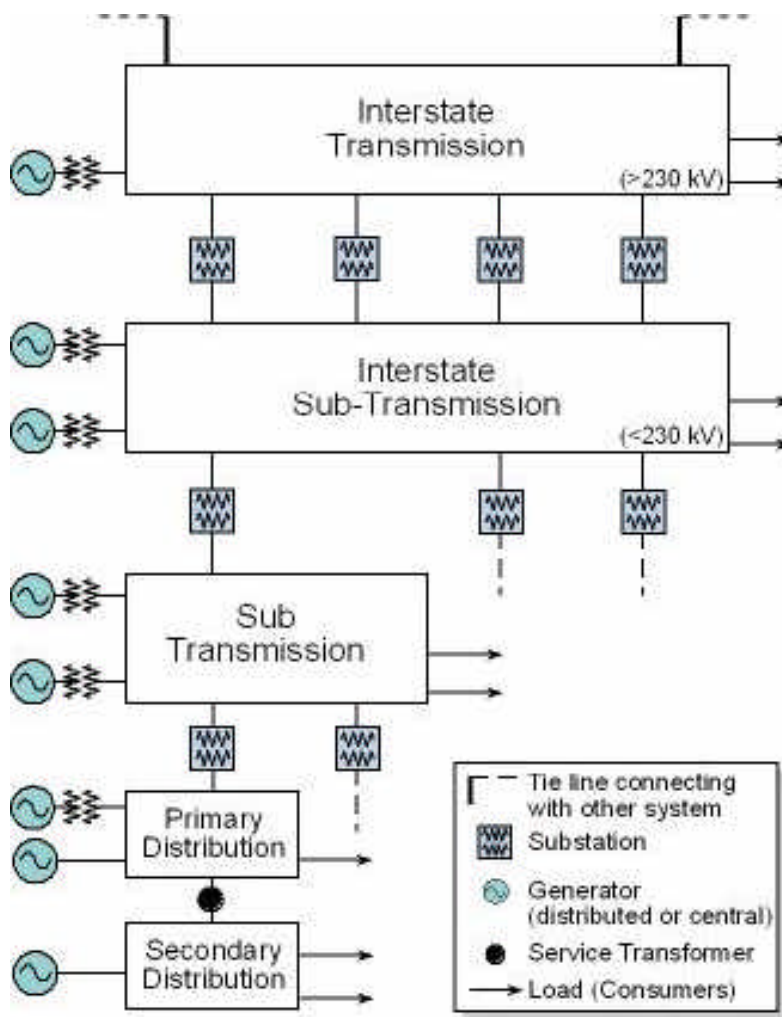 Interstate
Transmission
(>230 kV)
Interstate
Sub-Transmission
(<230 kV)
Sub
Transmission
Primary
Distribution
Secondary
Distribution
Tie line connecting
with other system
Substation
Generator
(distributed or central)
Service Transformer
Load (Consumers)